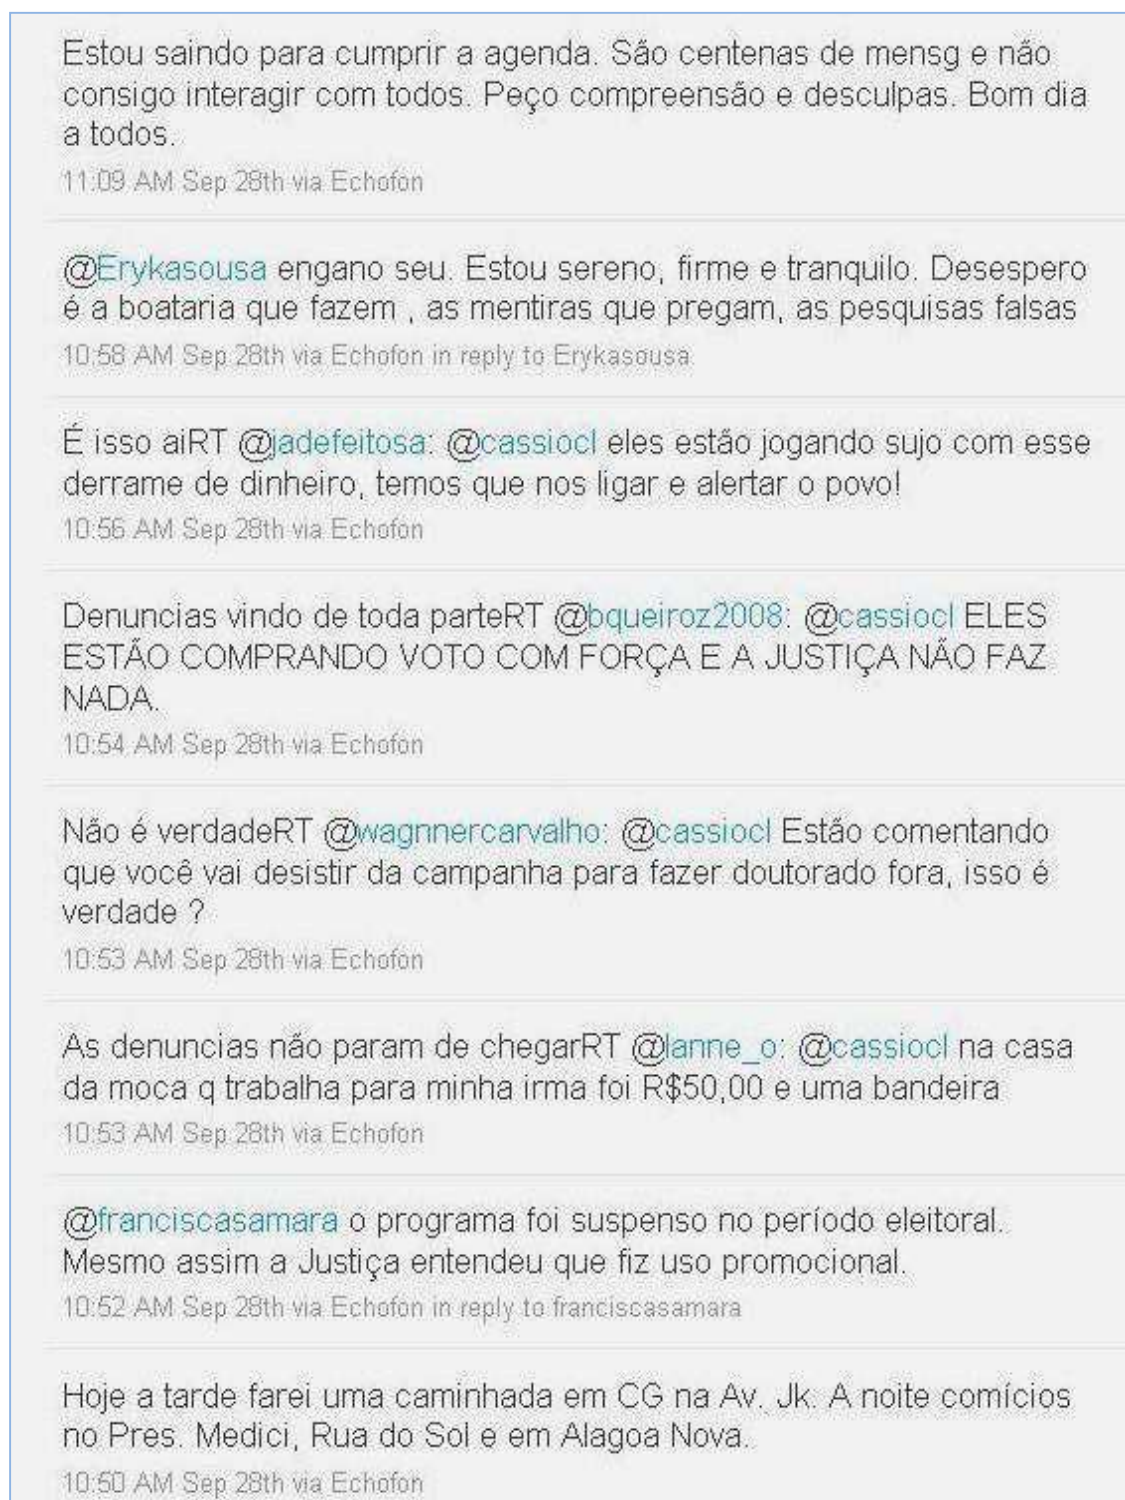 Estou saindo para cumprir a agenda. São centenas de mensg e não
consigo interagir com todos. Peço compreensão e desculpas. Bom dia
a todos.
11:09 AM Sep 28th via Echofon
@Erykasousa engano seu. Estou sereno, firme e tranquilo. Desespero
é a boataria que fazem , as mentiras que pregam, as pesquisas falsas
10:58 AM Sep 28th via Echofon in reply to Erykasousa
É isso aiRT @jadefeitosa: @cassiocl eles estão jogando sujo com esse
derrame de dinheiro, temos que nos ligar e alertar o povo!
10:56 AM Sep 28th via Echofon
Denuncias vindo de toda parteRT @bqueiroz2008: @cassiocl ELES
ESTÃO COMPRANDO VOTO COM FORÇA E A JUSTIÇA NÃO FAZ
NADA.
10:54 AM Sep 28th via Echofon
Não é verdadeRT @wagnnercarvalho: @cassiocl Estão comentando
que você vai desistir da campanha para fazer doutorado fora, isso é
verdade ?
10:53 AM Sep 28th via Echofon
As denuncias não param de chegarRT @lanne_o: @cassiocl na casa
da moca q trabalha para minha irma foi R$50,00 e uma bandeira
10:53 AM Sep 28th via Echofon
@franciscasamara o programa foi suspenso no período eleitoral.
Mesmo assim a Justiça entendeu que fiz uso promocional.
10:52 AM Sep 28th via Echofon in reply to franciscasamara
Hoje a tarde farei uma caminhada em CG na Av. Jk. A noite comícios
no Pres. Medici, Rua do Sol e em Alagoa Nova.
10:50 AM Sep 28th via Echofon